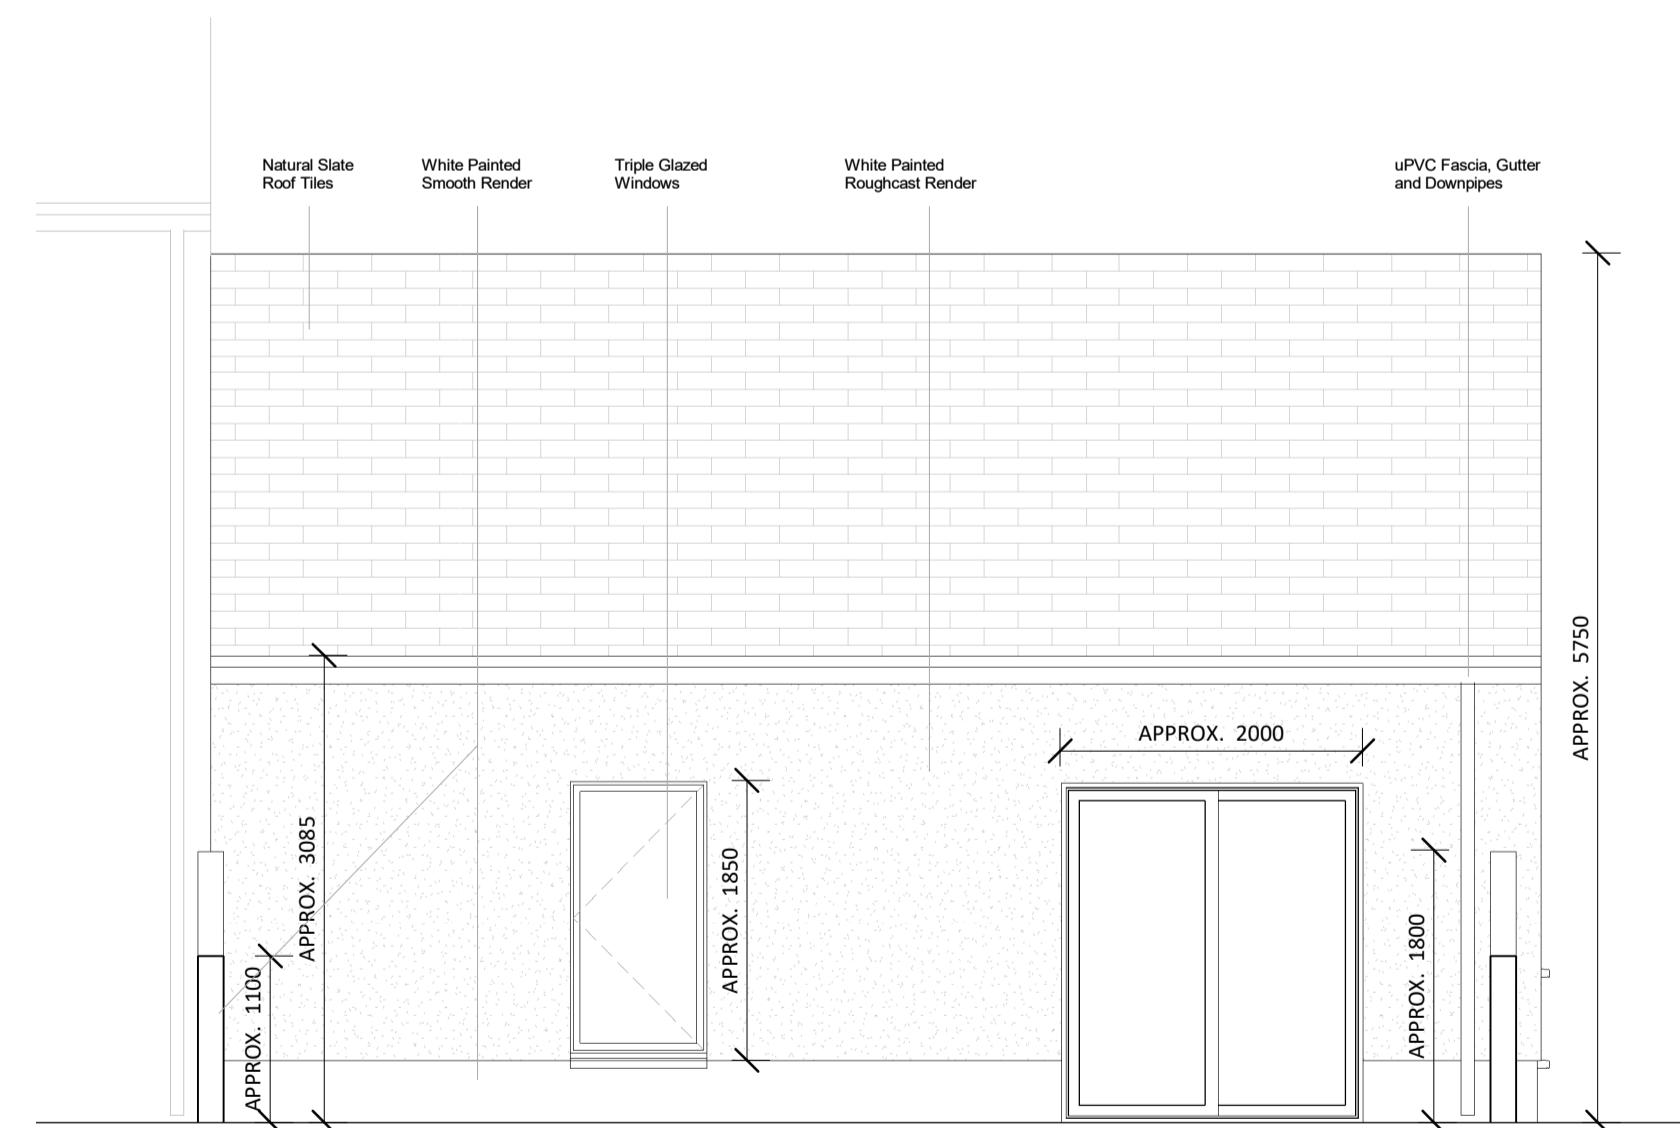 Natural Slate
Roof Tiles
White Painted
Smooth Render
Triple Glazed
Windows
White Painted
Roughcast Render
uPVC Fascia, Gutter
and Downpipes
APPROX. 5750
APPROX. 2000
APPROX. 3085
APPROX. 1850
APPROX. 1800
APPROX. 1100